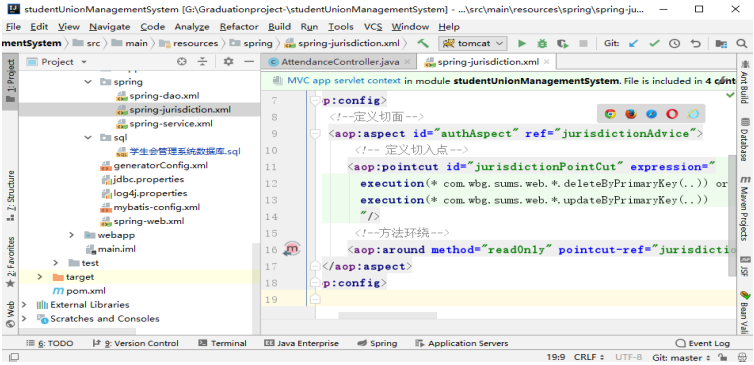 studentUnionManagementSystem [G:\Graduationproject-\studentUnionManagementSystem] - ...\src\main\resources\spring\spring-ju...
File Edit View Navigate Code Analyze Refactor Build Run Tools VCS Window Help
mentSystem src main resources spring spring-jurisdiction.xml tomcat Git:
1: Project
Project
AttendanceController.java
spring-jurisdiction.xml
MVC app servlet context in module studentUnionManagementSystem. File is included in 4
spring
spring-dao.xml
spring-jurisdiction.xml
spring-service.xml
sql
学生会管理系统数据库.sql
generatorConfig.xml
jdbc.properties
log4j.properties
mybatis-config.xml
spring-web.xml
webapp
main.iml
test
target
pom.xml
External Libraries
Scratches and Consoles
7 p:config>
8 <!--定义切面-->
9 <aop:aspect id="authAspect" ref="jurisdictionAdvice">
10 <!-- 定义切入点-->
11 <aop:pointcut id="jurisdictionPointCut" expression="
12 execution(* com.wbg.sums.web.*.deleteByPrimaryKey(..)) or
13 execution(* com.wbg.sums.web.*.updateByPrimaryKey(..))
14 "/>
15 <!--方法环绕-->
16 <aop:around method="readOnly" pointcut-ref="jurisdictio
17 </aop:aspect>
18 p:config>
19
Z: Structure
2: Favorites
Web
Ant Build
Database
Maven Projects
JSF
Bean Vali
6: TODO 9: Version Control Terminal Java Enterprise Spring Application Servers Event Log
19:9 CRLF UTF-8 Git: master